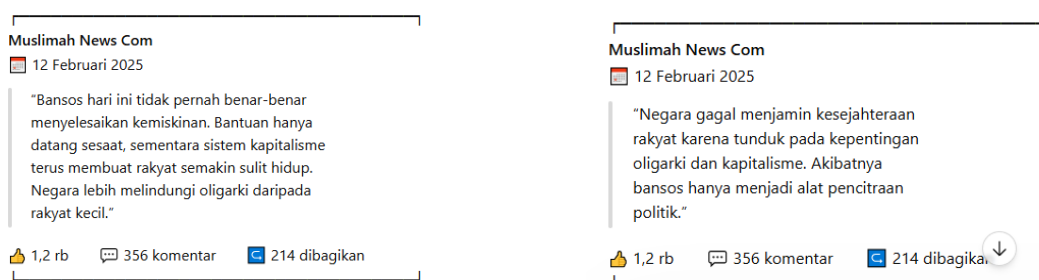 Muslimah News Com
📅 12 Februari 2025
“Bansos hari ini tidak pernah benar-benar
menyelesaikan kemiskinan. Bantuan hanya
datang sesaat, sementara sistem kapitalisme
terus membuat rakyat semakin sulit hidup.
Negara lebih melindungi oligarki daripada
rakyat kecil.”
👍 1,2 rb 💬 356 komentar ↪ 214 dibagikan
Muslimah News Com
📅 12 Februari 2025
“Negara gagal menjamin kesejahteraan
rakyat karena tunduk pada kepentingan
oligarki dan kapitalisme. Akibatnya
bansos hanya menjadi alat pencitraan
politik.”
👍 1,2 rb 💬 356 komentar ↪ 214 dibagika